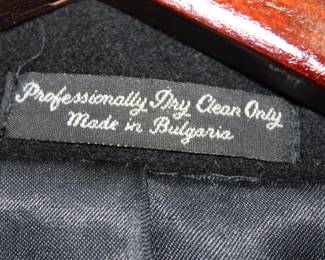 Professionally Dry Clean Only
Made in Bulgaria